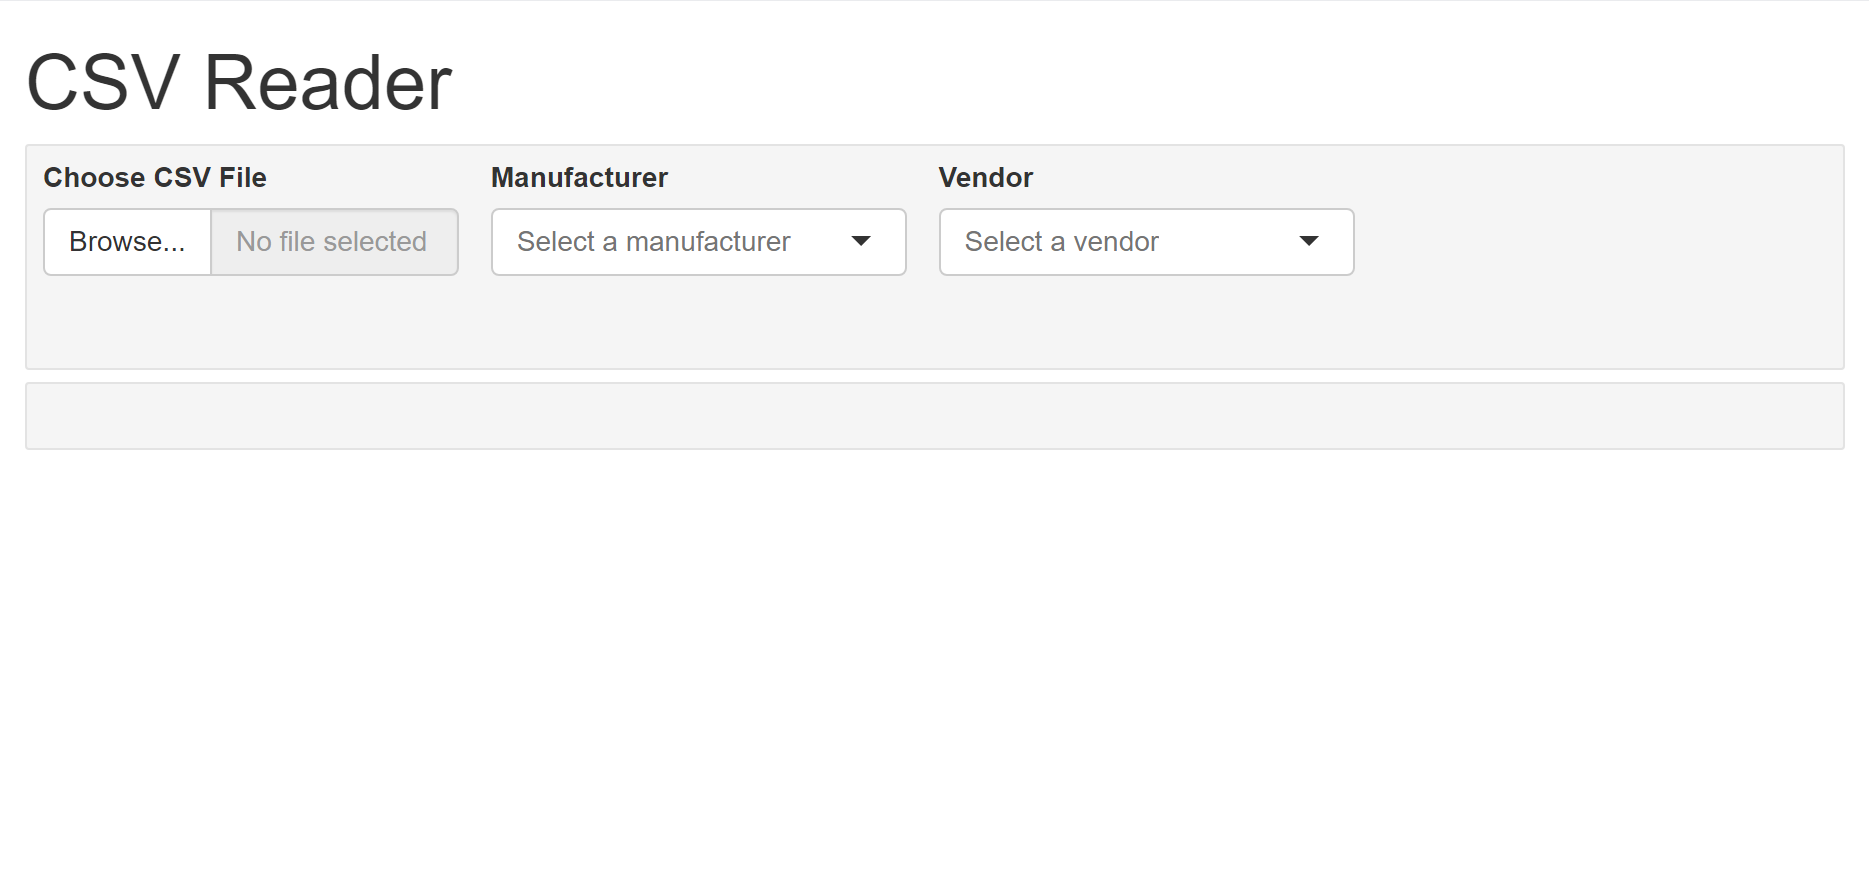 CSV Reader
Choose CSV File Manufacturer Vendor
Browse... No file selected Select a manufacturer Select a vendor